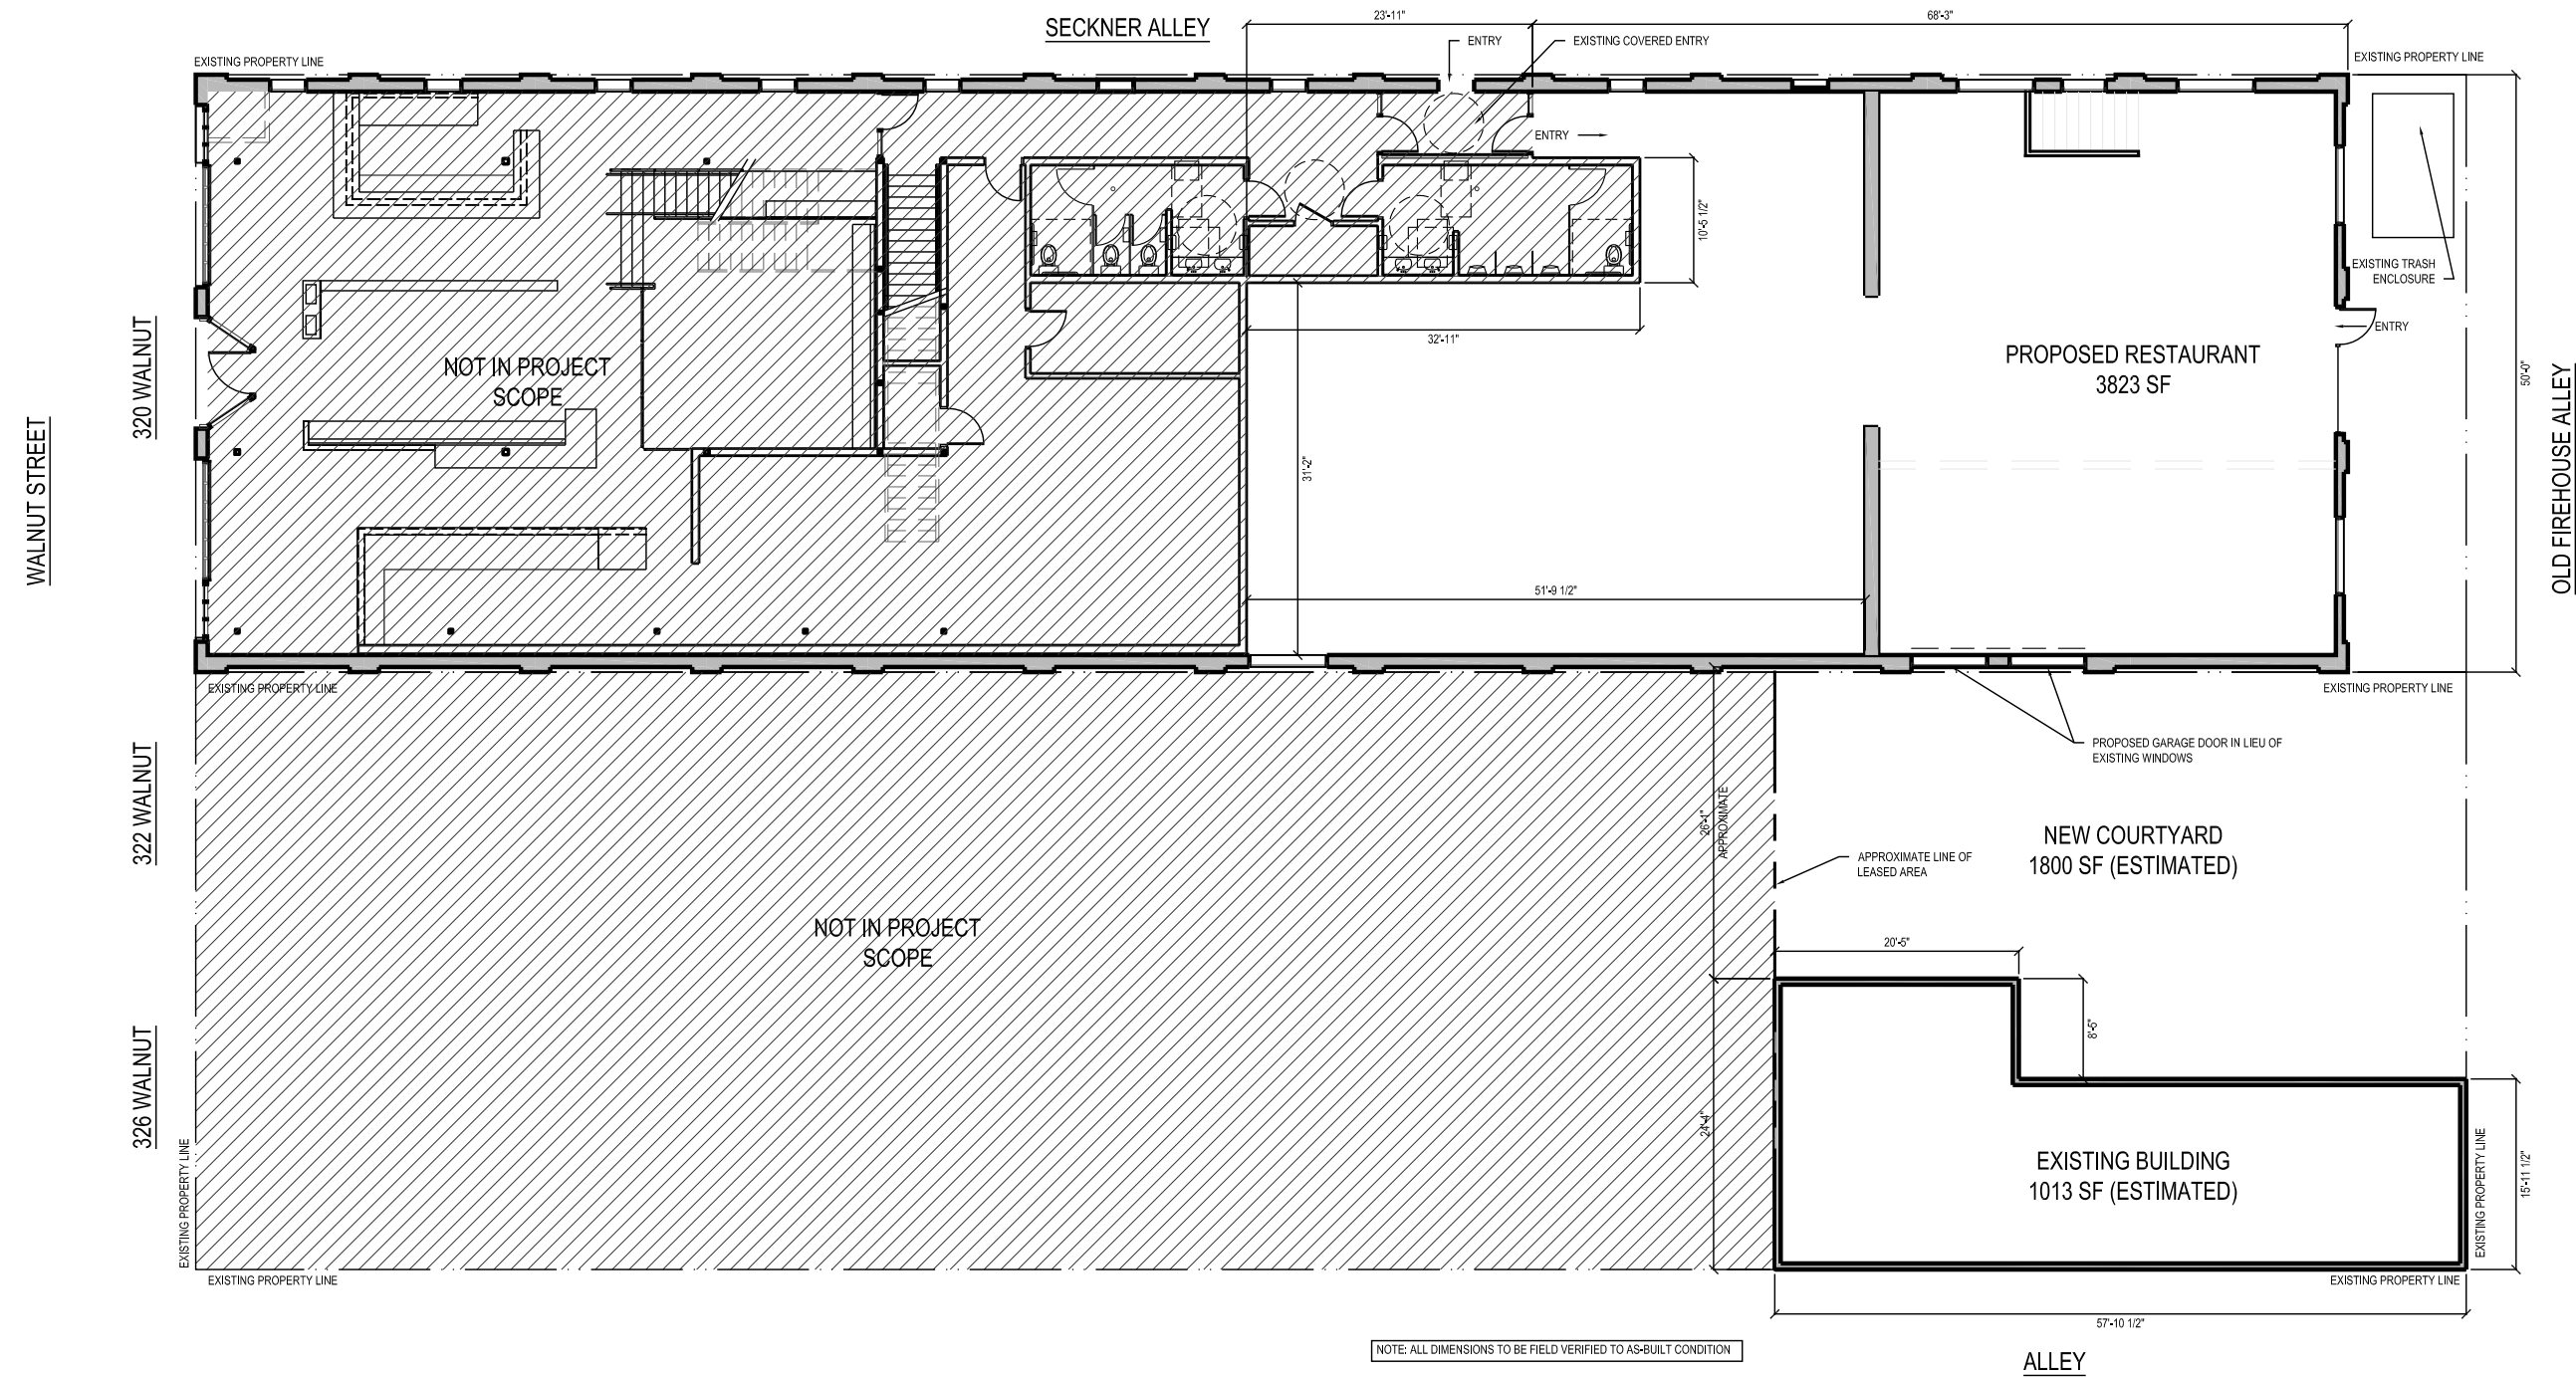 SECKNER ALLEY
23'-11"
68'-3"
ENTRY
EXISTING COVERED ENTRY
EXISTING PROPERTY LINE
EXISTING PROPERTY LINE
ENTRY
10'-5 1/2"
EXISTING TRASH
ENCLOSURE
ENTRY
32'-11"
320 WALNUT
NOT IN PROJECT
SCOPE
PROPOSED RESTAURANT
3823 SF
50'-0"
WALNUT STREET
OLD FIREHOUSE ALLEY
31'-2"
51'-9 1/2"
EXISTING PROPERTY LINE
EXISTING PROPERTY LINE
PROPOSED GARAGE DOOR IN LIEU OF
EXISTING WINDOWS
322 WALNUT
26'-1"
APPROXIMATE
NEW COURTYARD
1800 SF (ESTIMATED)
APPROXIMATE LINE OF
LEASED AREA
NOT IN PROJECT
SCOPE
20'-5"
8'-5"
326 WALNUT
24'-4"
EXISTING BUILDING
1013 SF (ESTIMATED)
EXISTING PROPERTY LINE
EXISTING PROPERTY LINE
15'-11 1/2"
EXISTING PROPERTY LINE
EXISTING PROPERTY LINE
57'-10 1/2"
NOTE: ALL DIMENSIONS TO BE FIELD VERIFIED TO AS-BUILT CONDITION
ALLEY